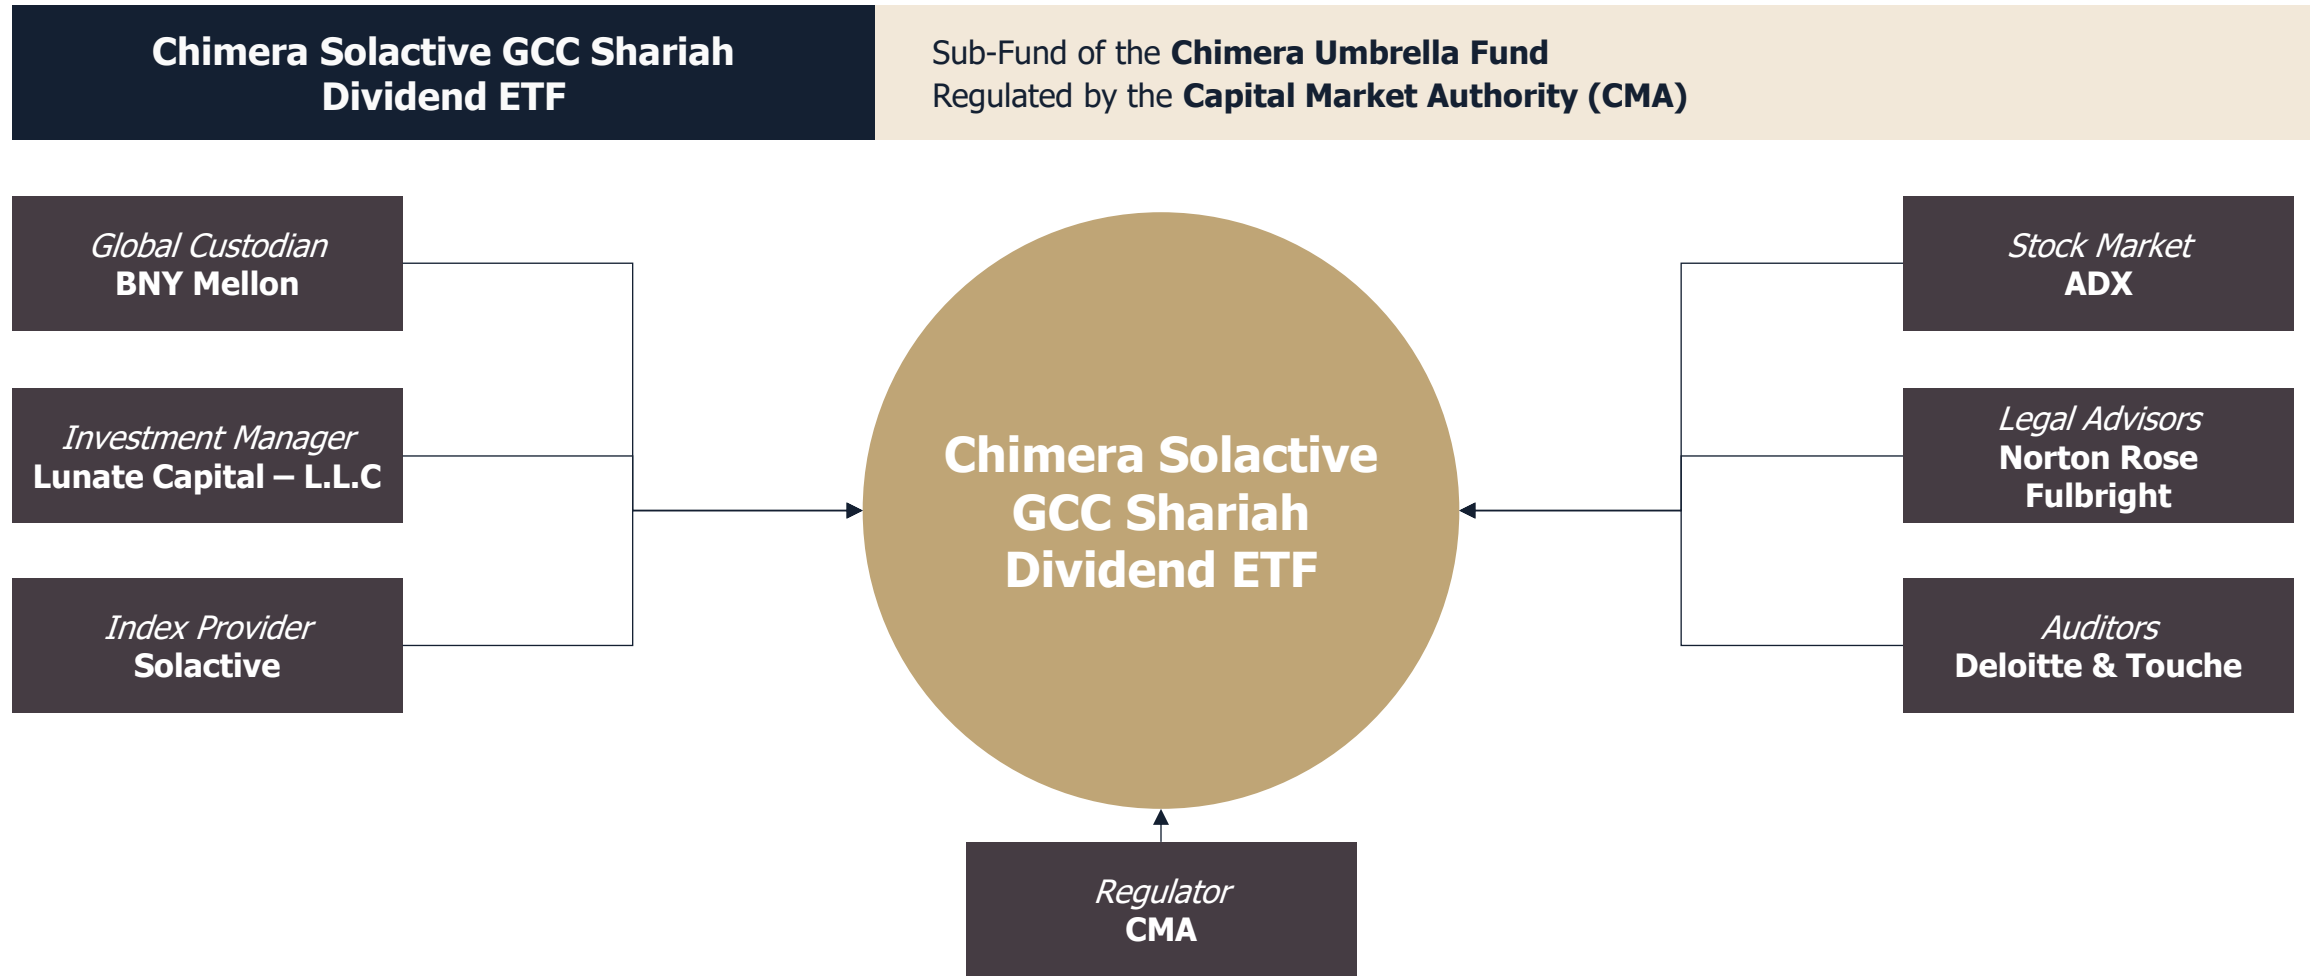 Chimera Solactive GCC Shariah
Dividend ETF
Sub-Fund of the Chimera Umbrella Fund
Regulated by the Capital Market Authority (CMA)
Global Custodian
BNY Mellon
Investment Manager
Lunate Capital – L.L.C
Index Provider
Solactive
Chimera Solactive
GCC Shariah
Dividend ETF
Stock Market
ADX
Legal Advisors
Norton Rose
Fulbright
Auditors
Deloitte & Touche
Regulator
CMA